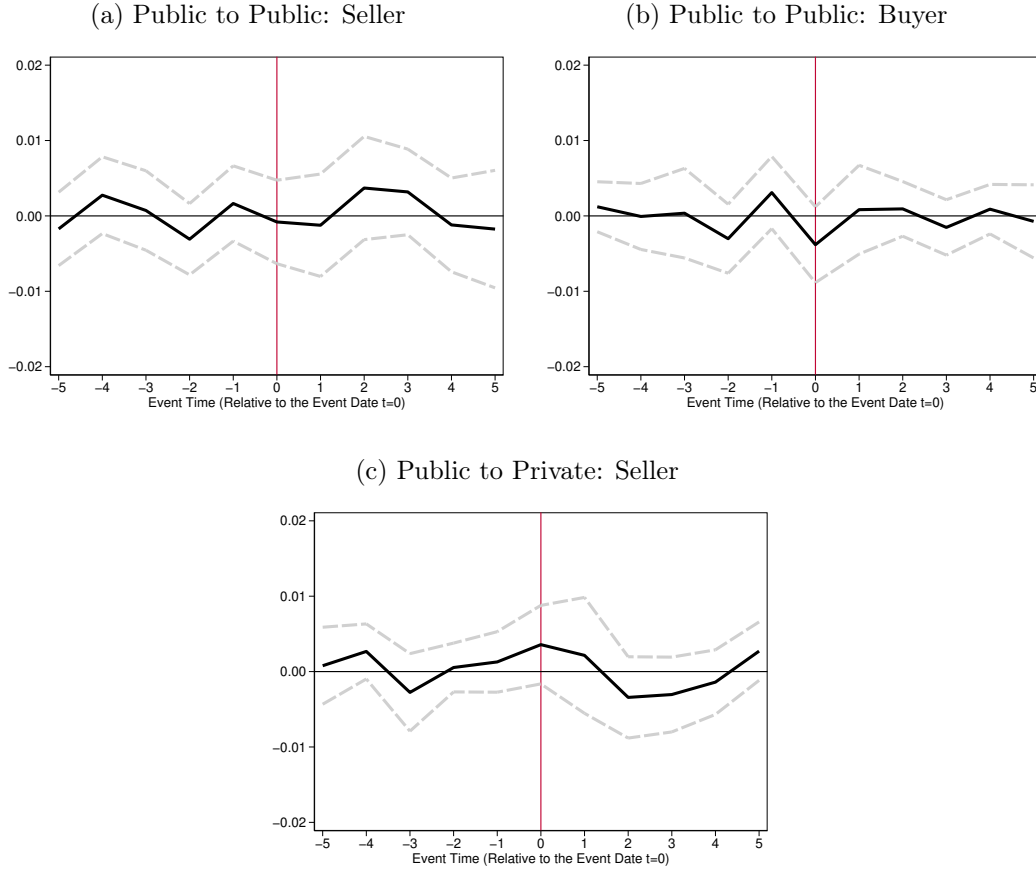 (a) Public to Public: Seller
0.02
0.01
0.00
−0.01
−0.02
−5 −4 −3 −2 −1 0 1 2 3 4 5
Event Time (Relative to the Event Date t=0)
(b) Public to Public: Buyer
0.02
0.01
0.00
−0.01
−0.02
−5 −4 −3 −2 −1 0 1 2 3 4 5
Event Time (Relative to the Event Date t=0)
(c) Public to Private: Seller
0.02
0.01
0.00
−0.01
−0.02
−5 −4 −3 −2 −1 0 1 2 3 4 5
Event Time (Relative to the Event Date t=0)